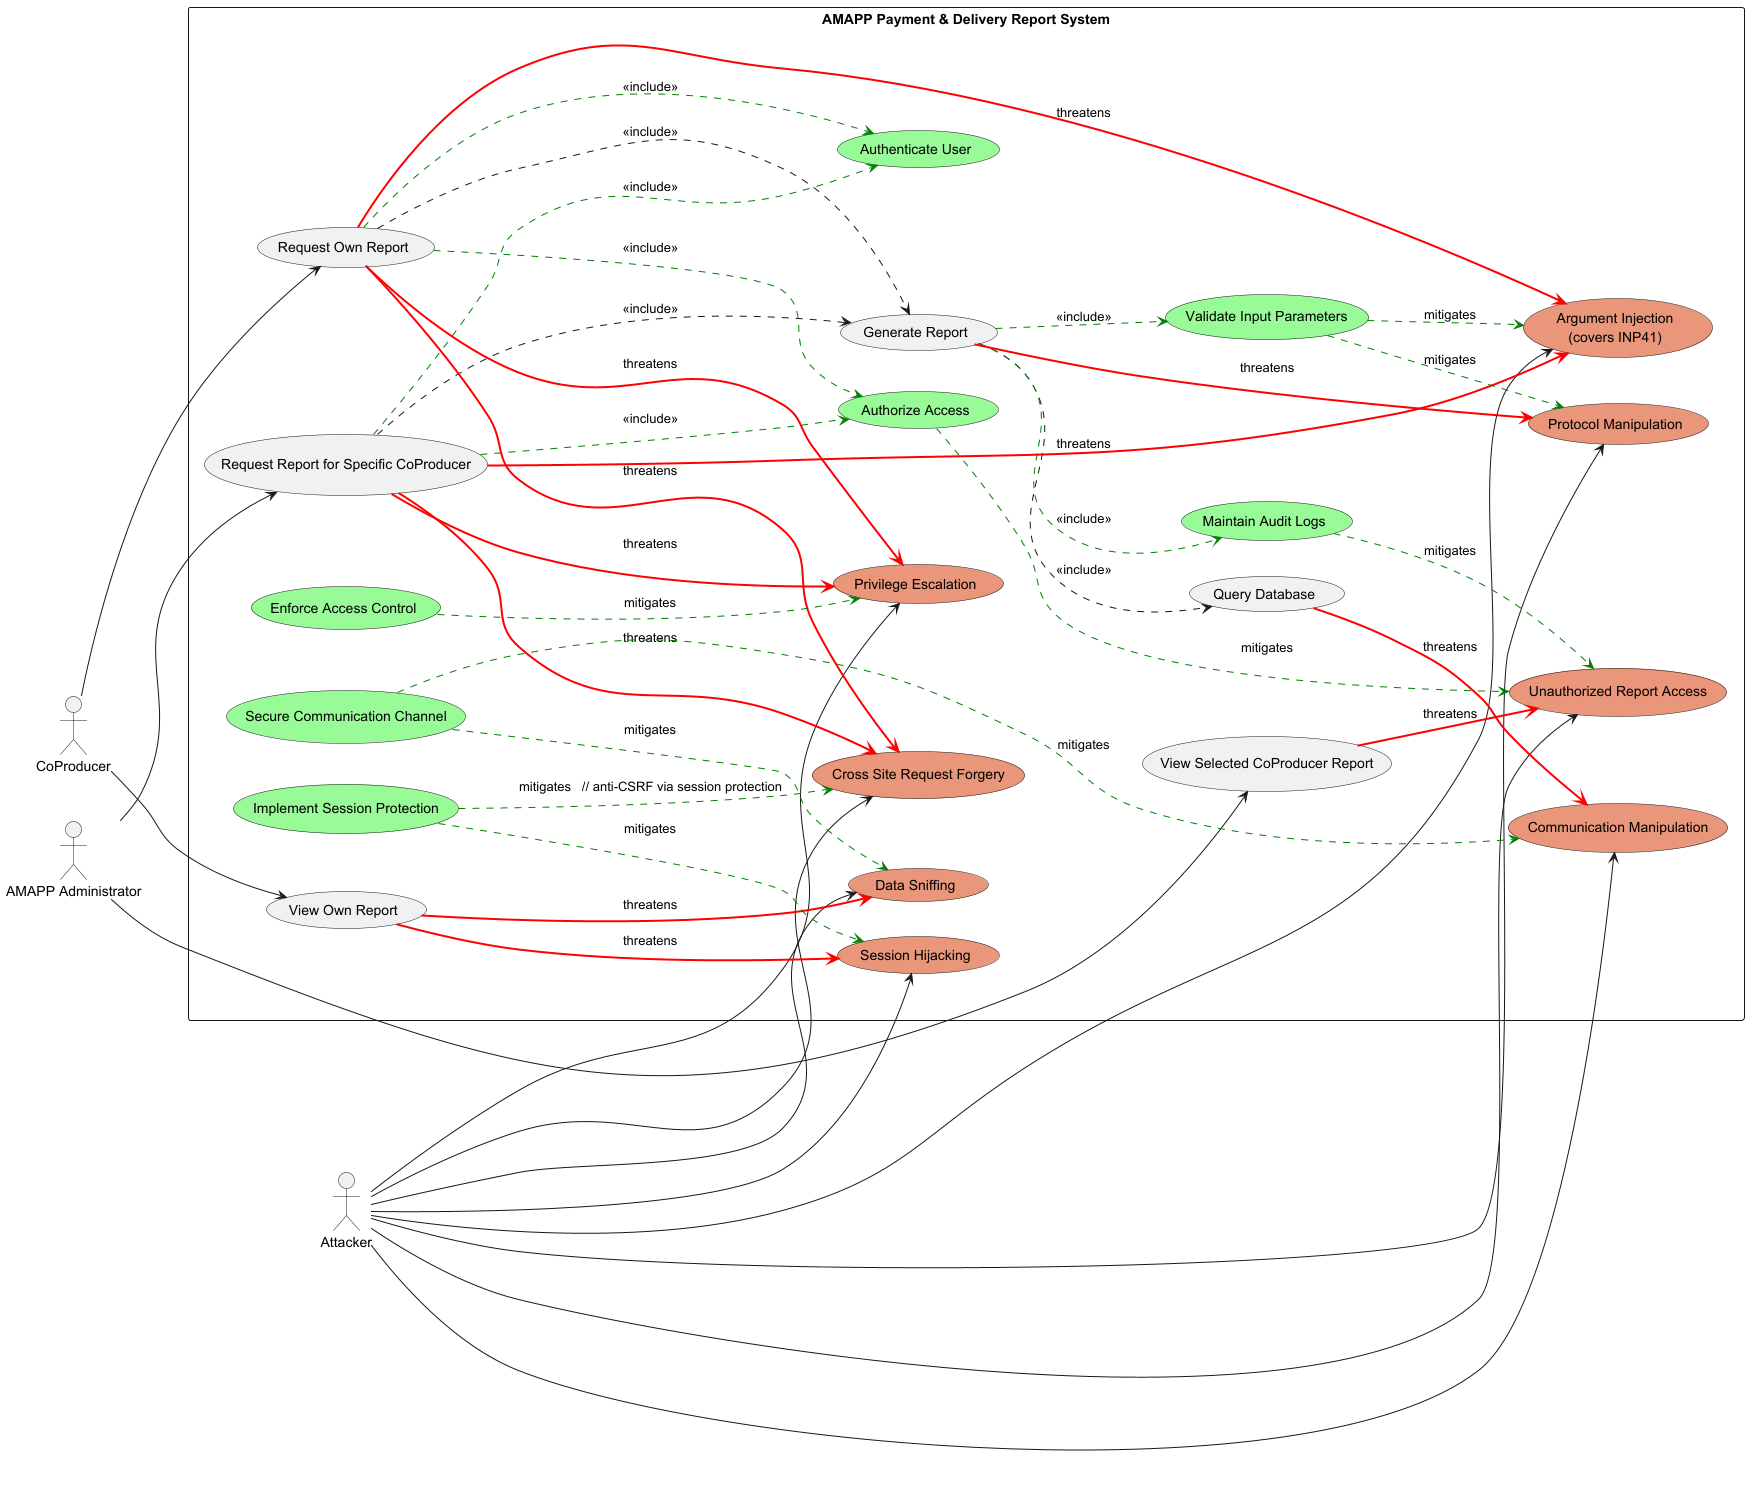 AMAPP Payment & Delivery Report System
«include»
threatens
«include»
Authenticate User
«include»
Request Own Report
«include»
«include»
Generate Report
«include»
Validate Input Parameters
mitigates
Argument Injection
(covers INP41)
threatens
mitigates
threatens
Authorize Access
«include»
Protocol Manipulation
threatens
Request Report for Specific CoProducer
threatens
«include»
Maintain Audit Logs
threatens
mitigates
«include»
Privilege Escalation
Query Database
Enforce Access Control
mitigates
threatens
mitigates
threatens
Unauthorized Report Access
Secure Communication Channel
mitigates
threatens
mitigates
CoProducer
View Selected CoProducer Report
Cross Site Request Forgery
mitigates   // anti-CSRF via session protection
Implement Session Protection
mitigates
Communication Manipulation
AMAPP Administrator
Data Sniffing
View Own Report
threatens
threatens
Session Hijacking
Attacker